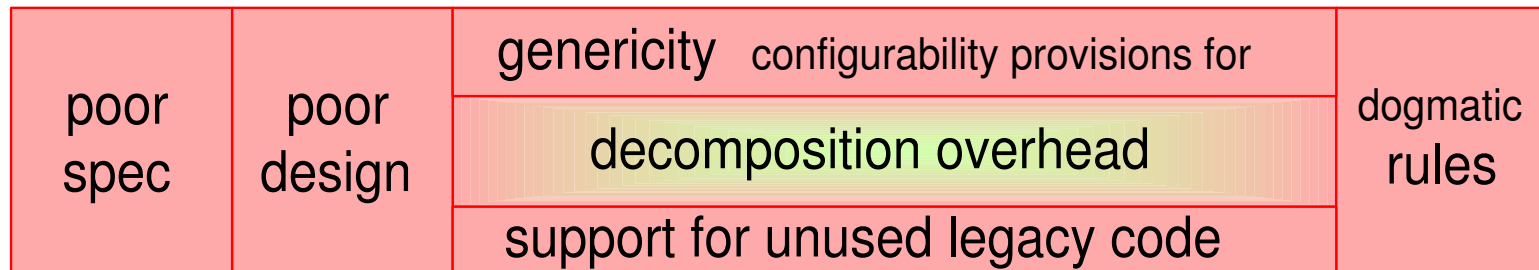 poor
spec
poor
design
genericity configurability provisions for
decomposition overhead
support for unused legacy code
dogmatic
rules